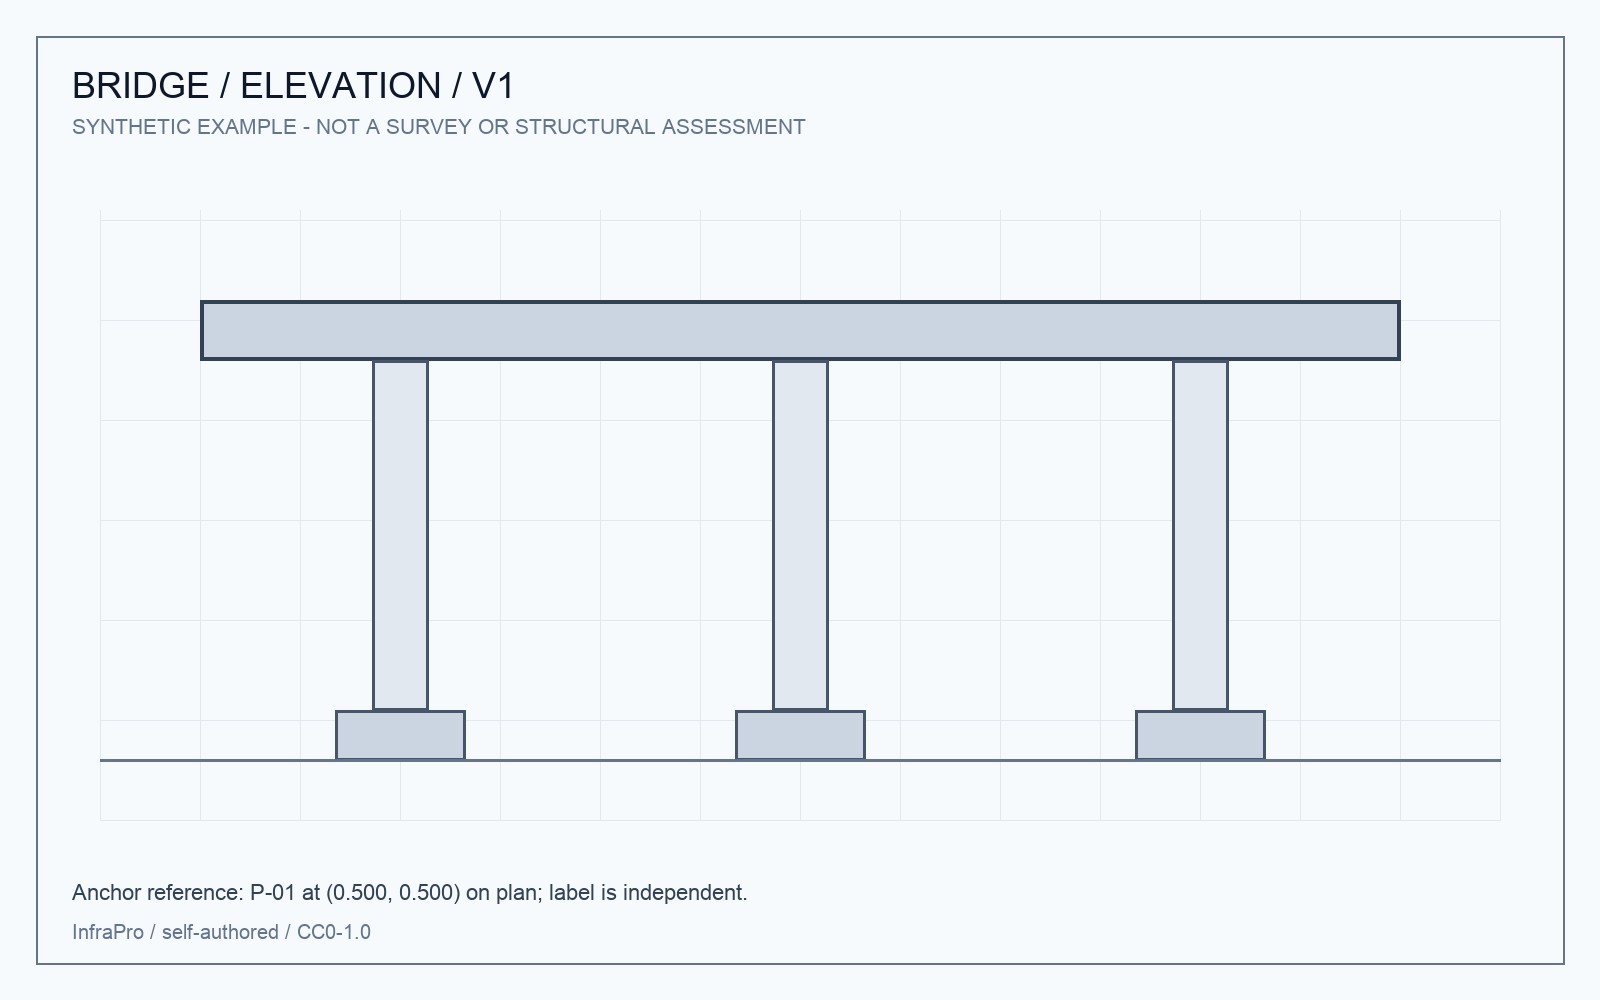 BRIDGE / ELEVATION / V1
SYNTHETIC EXAMPLE - NOT A SURVEY OR STRUCTURAL ASSESSMENT
Anchor reference: P-01 at (0.500, 0.500) on plan; label is independent.
InfraPro / self-authored / CC0-1.0